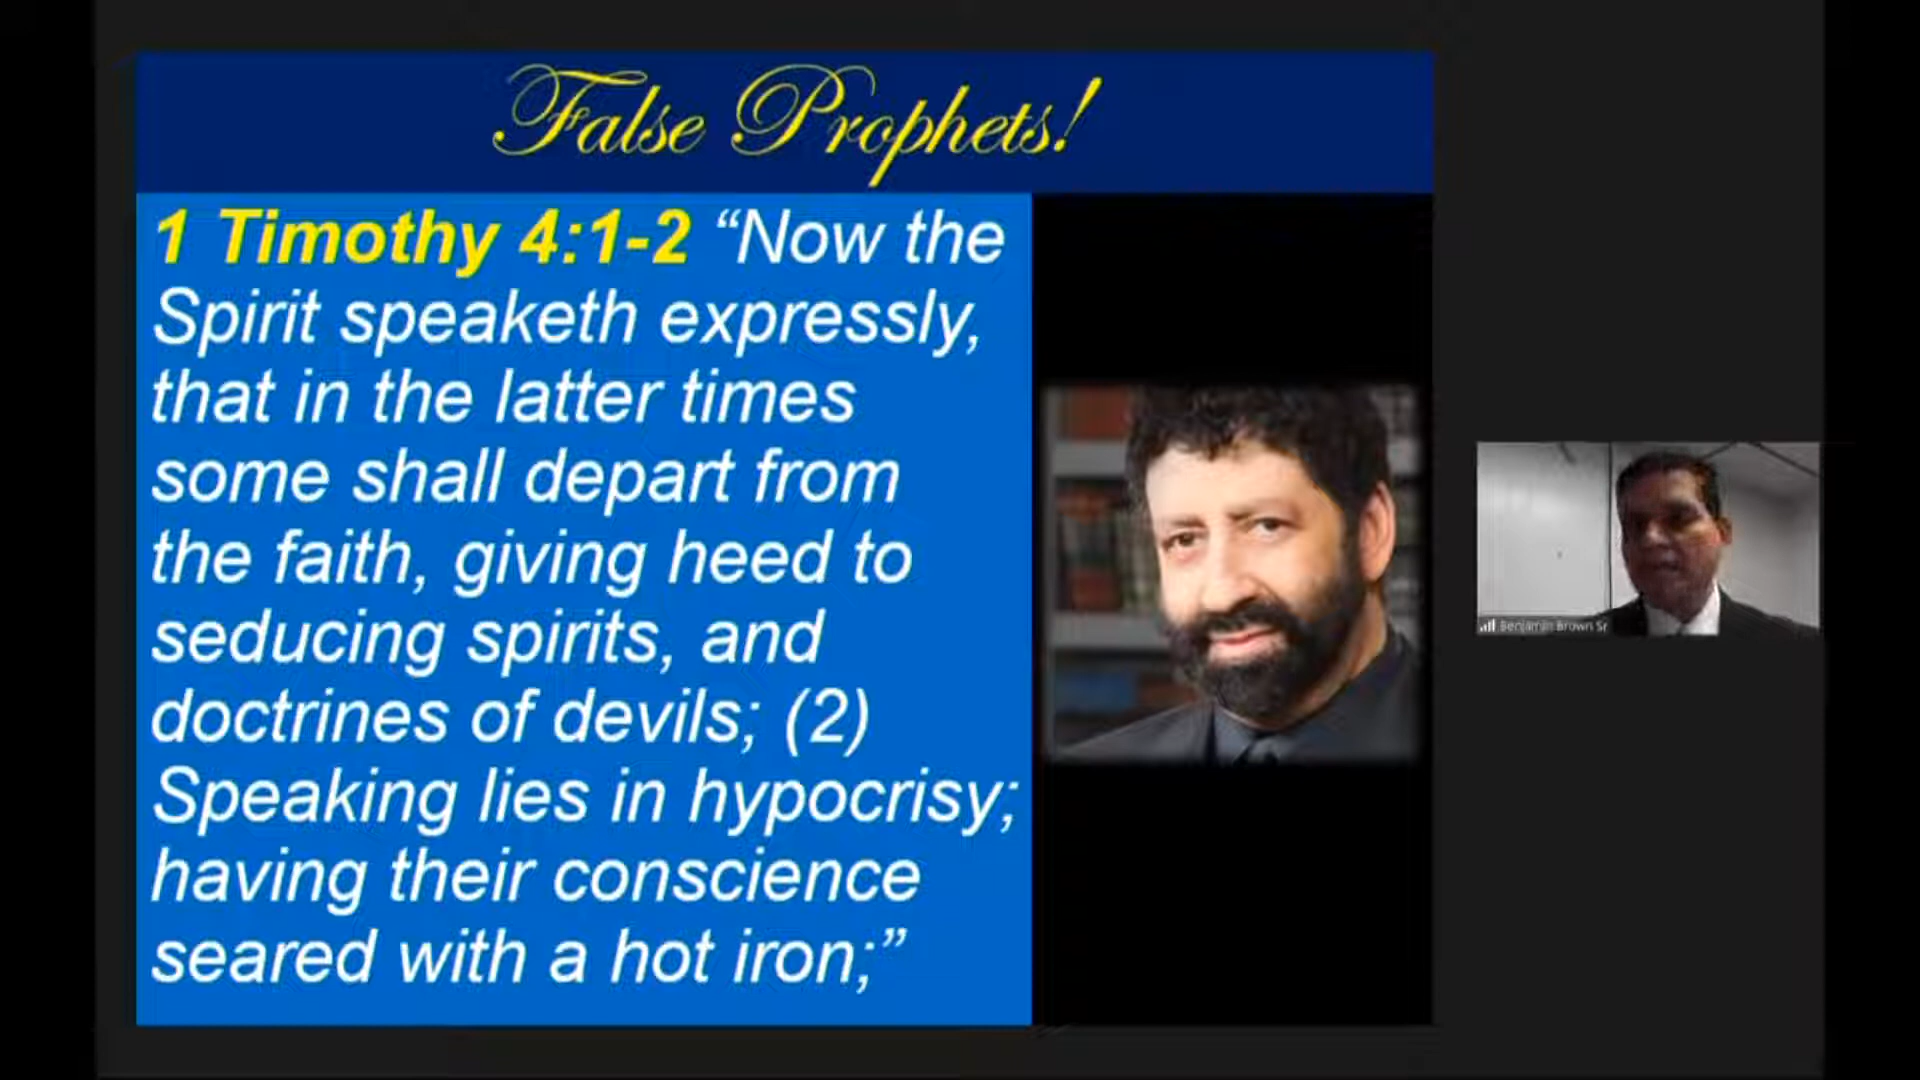 False Prophets!
1 Timothy 4:1-2 “Now the
Spirit speaketh expressly,
that in the latter times
some shall depart from
the faith, giving heed to
seducing spirits, and
doctrines of devils; (2)
Speaking lies in hypocrisy;
having their conscience
seared with a hot iron;”
Benjamin Brown Sr